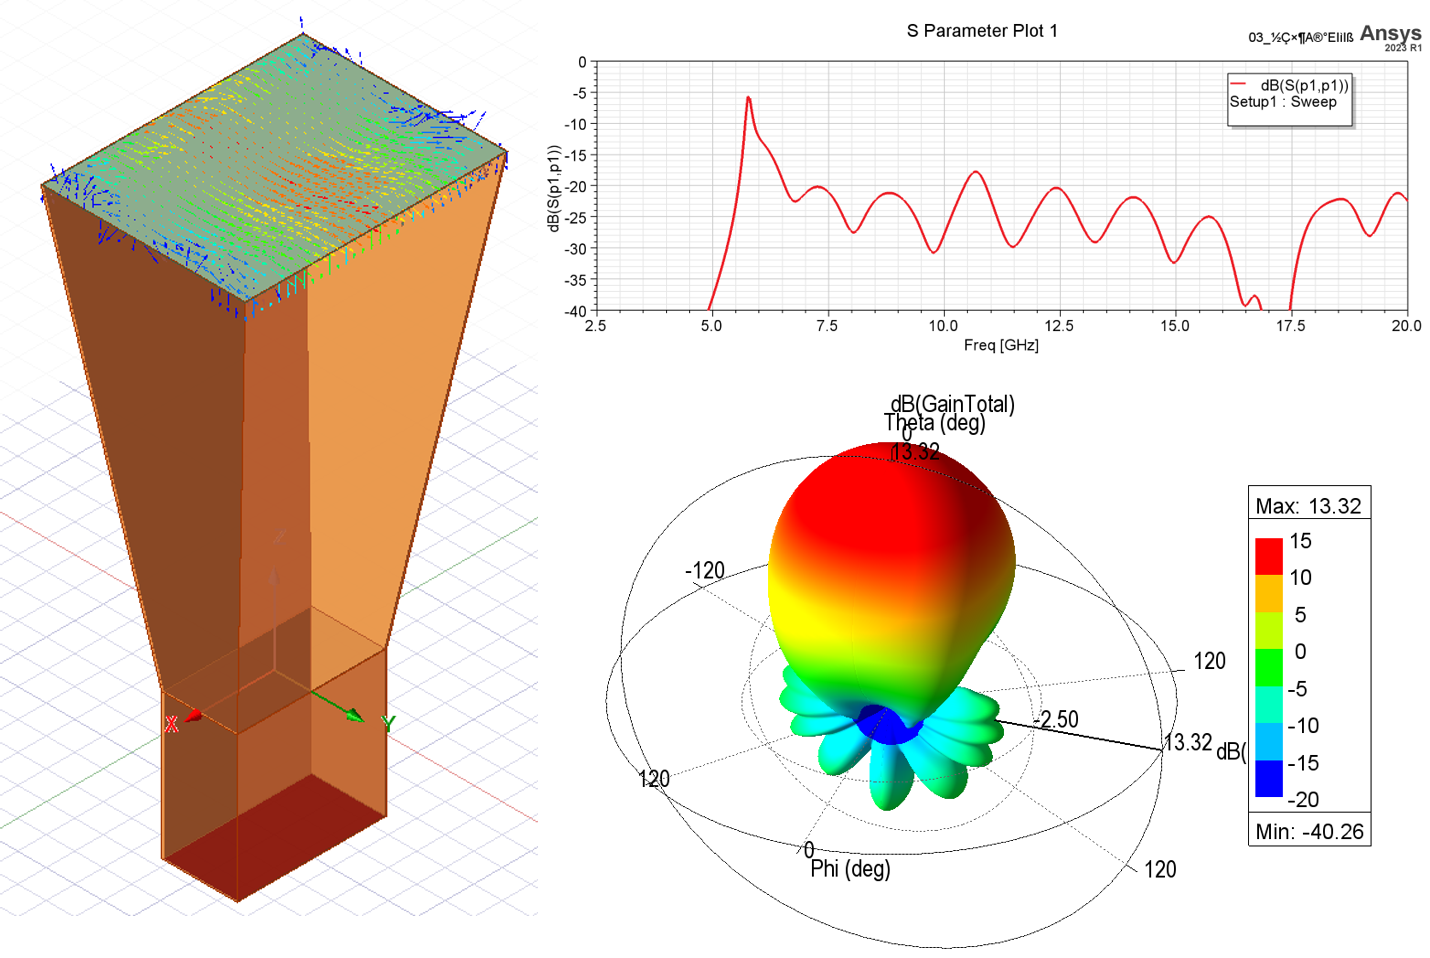 X
Y
S Parameter Plot 1
03_½Ç×¶Ìì®°Elilß Ansys
2023 R1
dB(S(p1,p1))
Setup1 : Sweep
dB(S(p1,p1))
0
-5
-10
-15
-20
-25
-30
-35
-40
2.5 5.0 7.5 10.0 12.5 15.0 17.5 20.0
Freq [GHz]
dB(GainTotal)
Theta (deg)
0
13.32
-120
120
-2.50
13.32 dB(
120
0
Phi (deg)
120
Max: 13.32
15
10
5
0
-5
-10
-15
-20
Min: -40.26